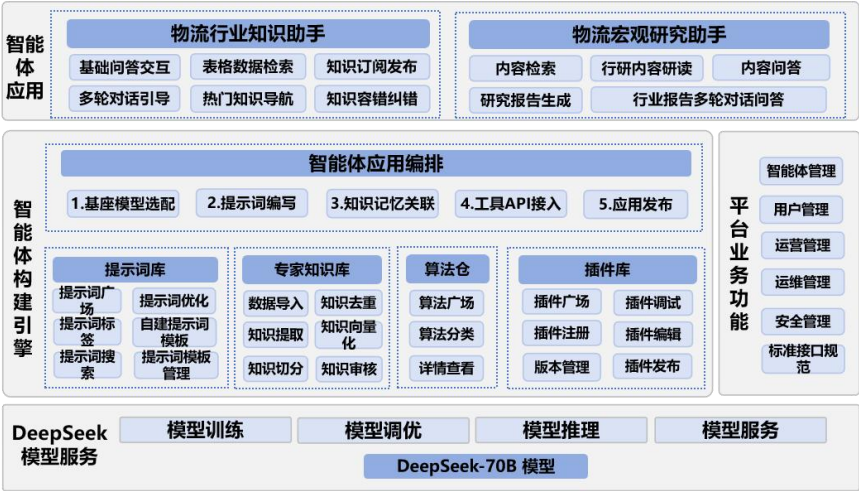 智能
体
应用
物流行业知识助手
基础问答交互
表格数据检索
知识订阅发布
多轮对话引导
热门知识导航
知识容错纠错
物流宏观研究助手
内容检索
行研内容研读
内容问答
研究报告生成
行业报告多轮对话问答
智能体构建引擎
智能体应用编排
1.基座模型选配
2.提示词编写
3.知识记忆关联
4.工具API接入
5.应用发布
提示词库
提示词广
场
提示词优化
提示词标
签
自建提示词
模板
提示词搜
索
提示词模板
管理
专家知识库
数据导入
知识去重
知识提取
知识向量
化
知识切分
知识审核
算法仓
算法广场
算法分类
详情查看
插件库
插件广场
插件调试
插件注册
插件编辑
版本管理
插件发布
平台业务功能
智能体管理
用户管理
运营管理
运维管理
安全管理
标准接口规
范
DeepSeek
模型服务
模型训练
模型调优
模型推理
模型服务
DeepSeek-70B 模型